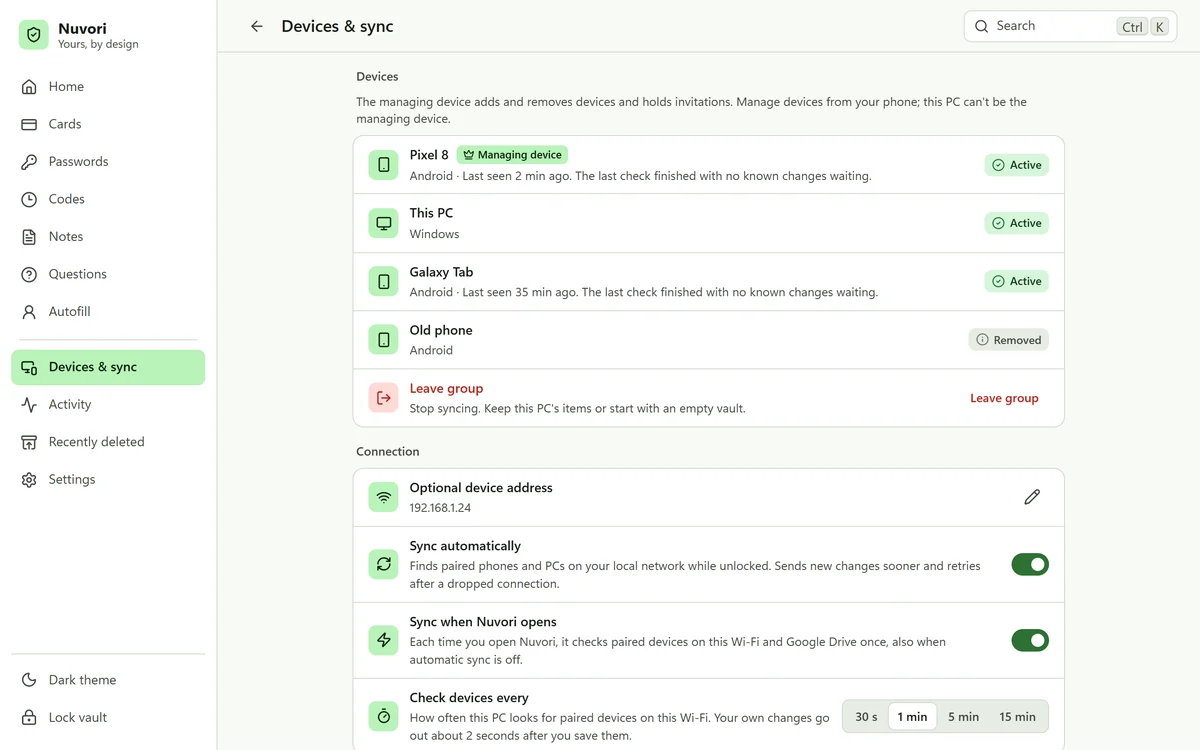 Nuvori
Yours, by design
Home
Cards
Passwords
Codes
Notes
Questions
Autofill
Devices & sync
Activity
Recently deleted
Settings
Dark theme
Lock vault
Devices & sync
Search
Ctrl
K
Devices
The managing device adds and removes devices and holds invitations. Manage devices from your phone; this PC can't be the
managing device.
Pixel 8
Managing device
Android · Last seen 2 min ago. The last check finished with no known changes waiting.
Active
This PC
Windows
Active
Galaxy Tab
Android · Last seen 35 min ago. The last check finished with no known changes waiting.
Active
Old phone
Android
Removed
Leave group
Stop syncing. Keep this PC's items or start with an empty vault.
Leave group
Connection
Optional device address
192.168.1.24
Sync automatically
Finds paired phones and PCs on your local network while unlocked. Sends new changes sooner and retries
after a dropped connection.
Sync when Nuvori opens
Each time you open Nuvori, it checks paired devices on this Wi-Fi and Google Drive once, also when
automatic sync is off.
Check devices every
How often this PC looks for paired devices on this Wi-Fi. Your own changes go
out about 2 seconds after you save them.
30 s
1 min
5 min
15 min